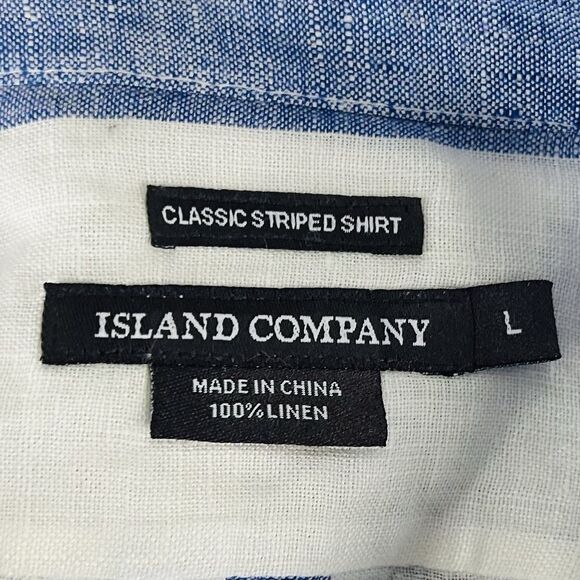 CLASSIC STRIPED SHIRT
ISLAND COMPANY
L
MADE IN CHINA
100% LINEN